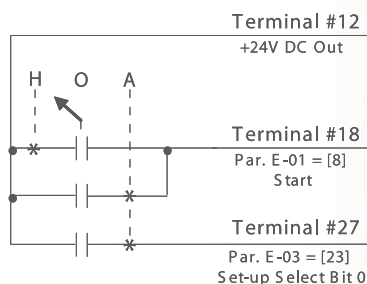 Terminal #12
+24V DC Out
H O A
Terminal #18
Par. E-01 = [8]
Start
Terminal #27
Par. E-03 = [23]
Set-up Select Bit 0